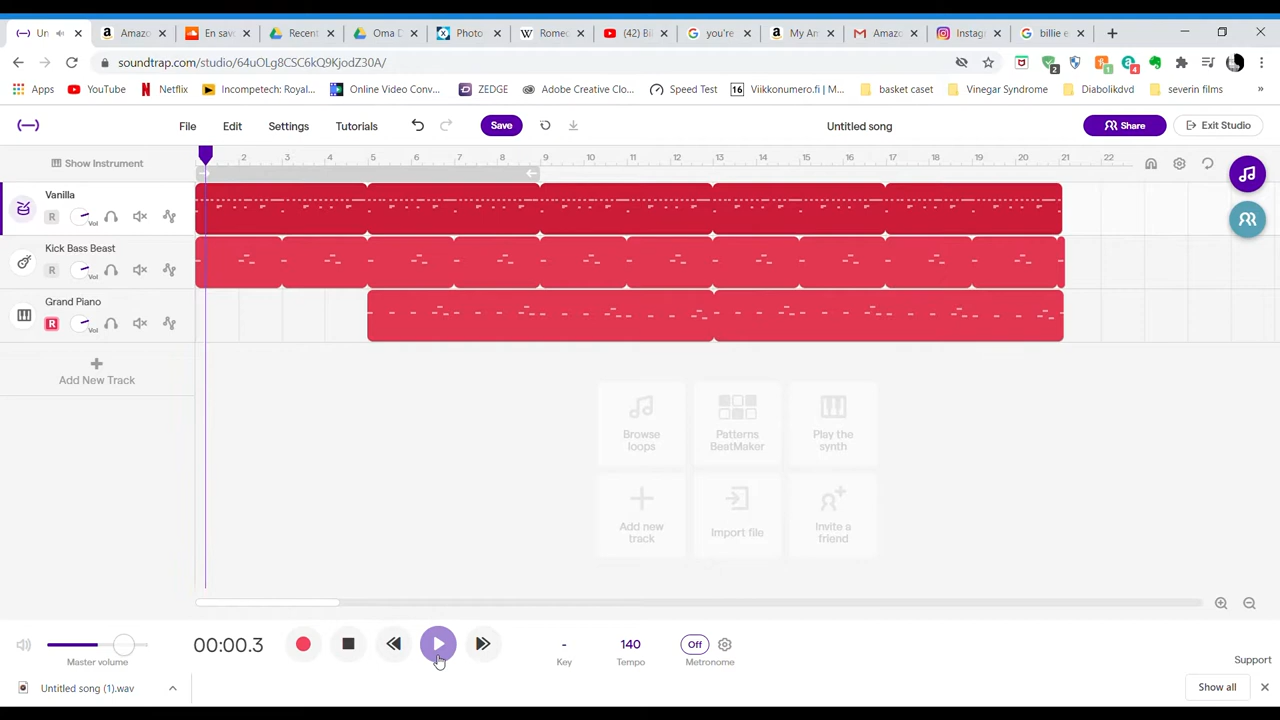 Un
Amazo
En sav
Recent
Oma D
Photo
Romeo
(42) Bi
you're
My Am
Amazo
Instag
billie e
soundtrap.com/studio/64uOLg8CSC6kQ9KjodZ30A/
Apps
YouTube
Netflix
Incompetech: Royal...
Online Video Conv...
ZEDGE
Adobe Creative Clo...
Speed Test
16 Viikkonumero.fi | M...
basket caset
Vinegar Syndrome
Diabolikdvd
severin films
»
File
Edit
Settings
Tutorials
Save
Untitled song
Share
Exit Studio
Show Instrument
2 3 4 5 6 7 8 9 10 11 12 13 14 15 16 17 18 19 20 21 22
Vanilla
R
Vol
Kick Bass Beast
R
Vol
Grand Piano
R
Vol
Add New Track
Browse
loops
Patterns
BeatMaker
Play the
synth
Add new
track
Import file
Invite a
friend
00:00.3
-
Key
140
Tempo
Off
Metronome
Master volume
Support
Untitled song (1).wav
Show all